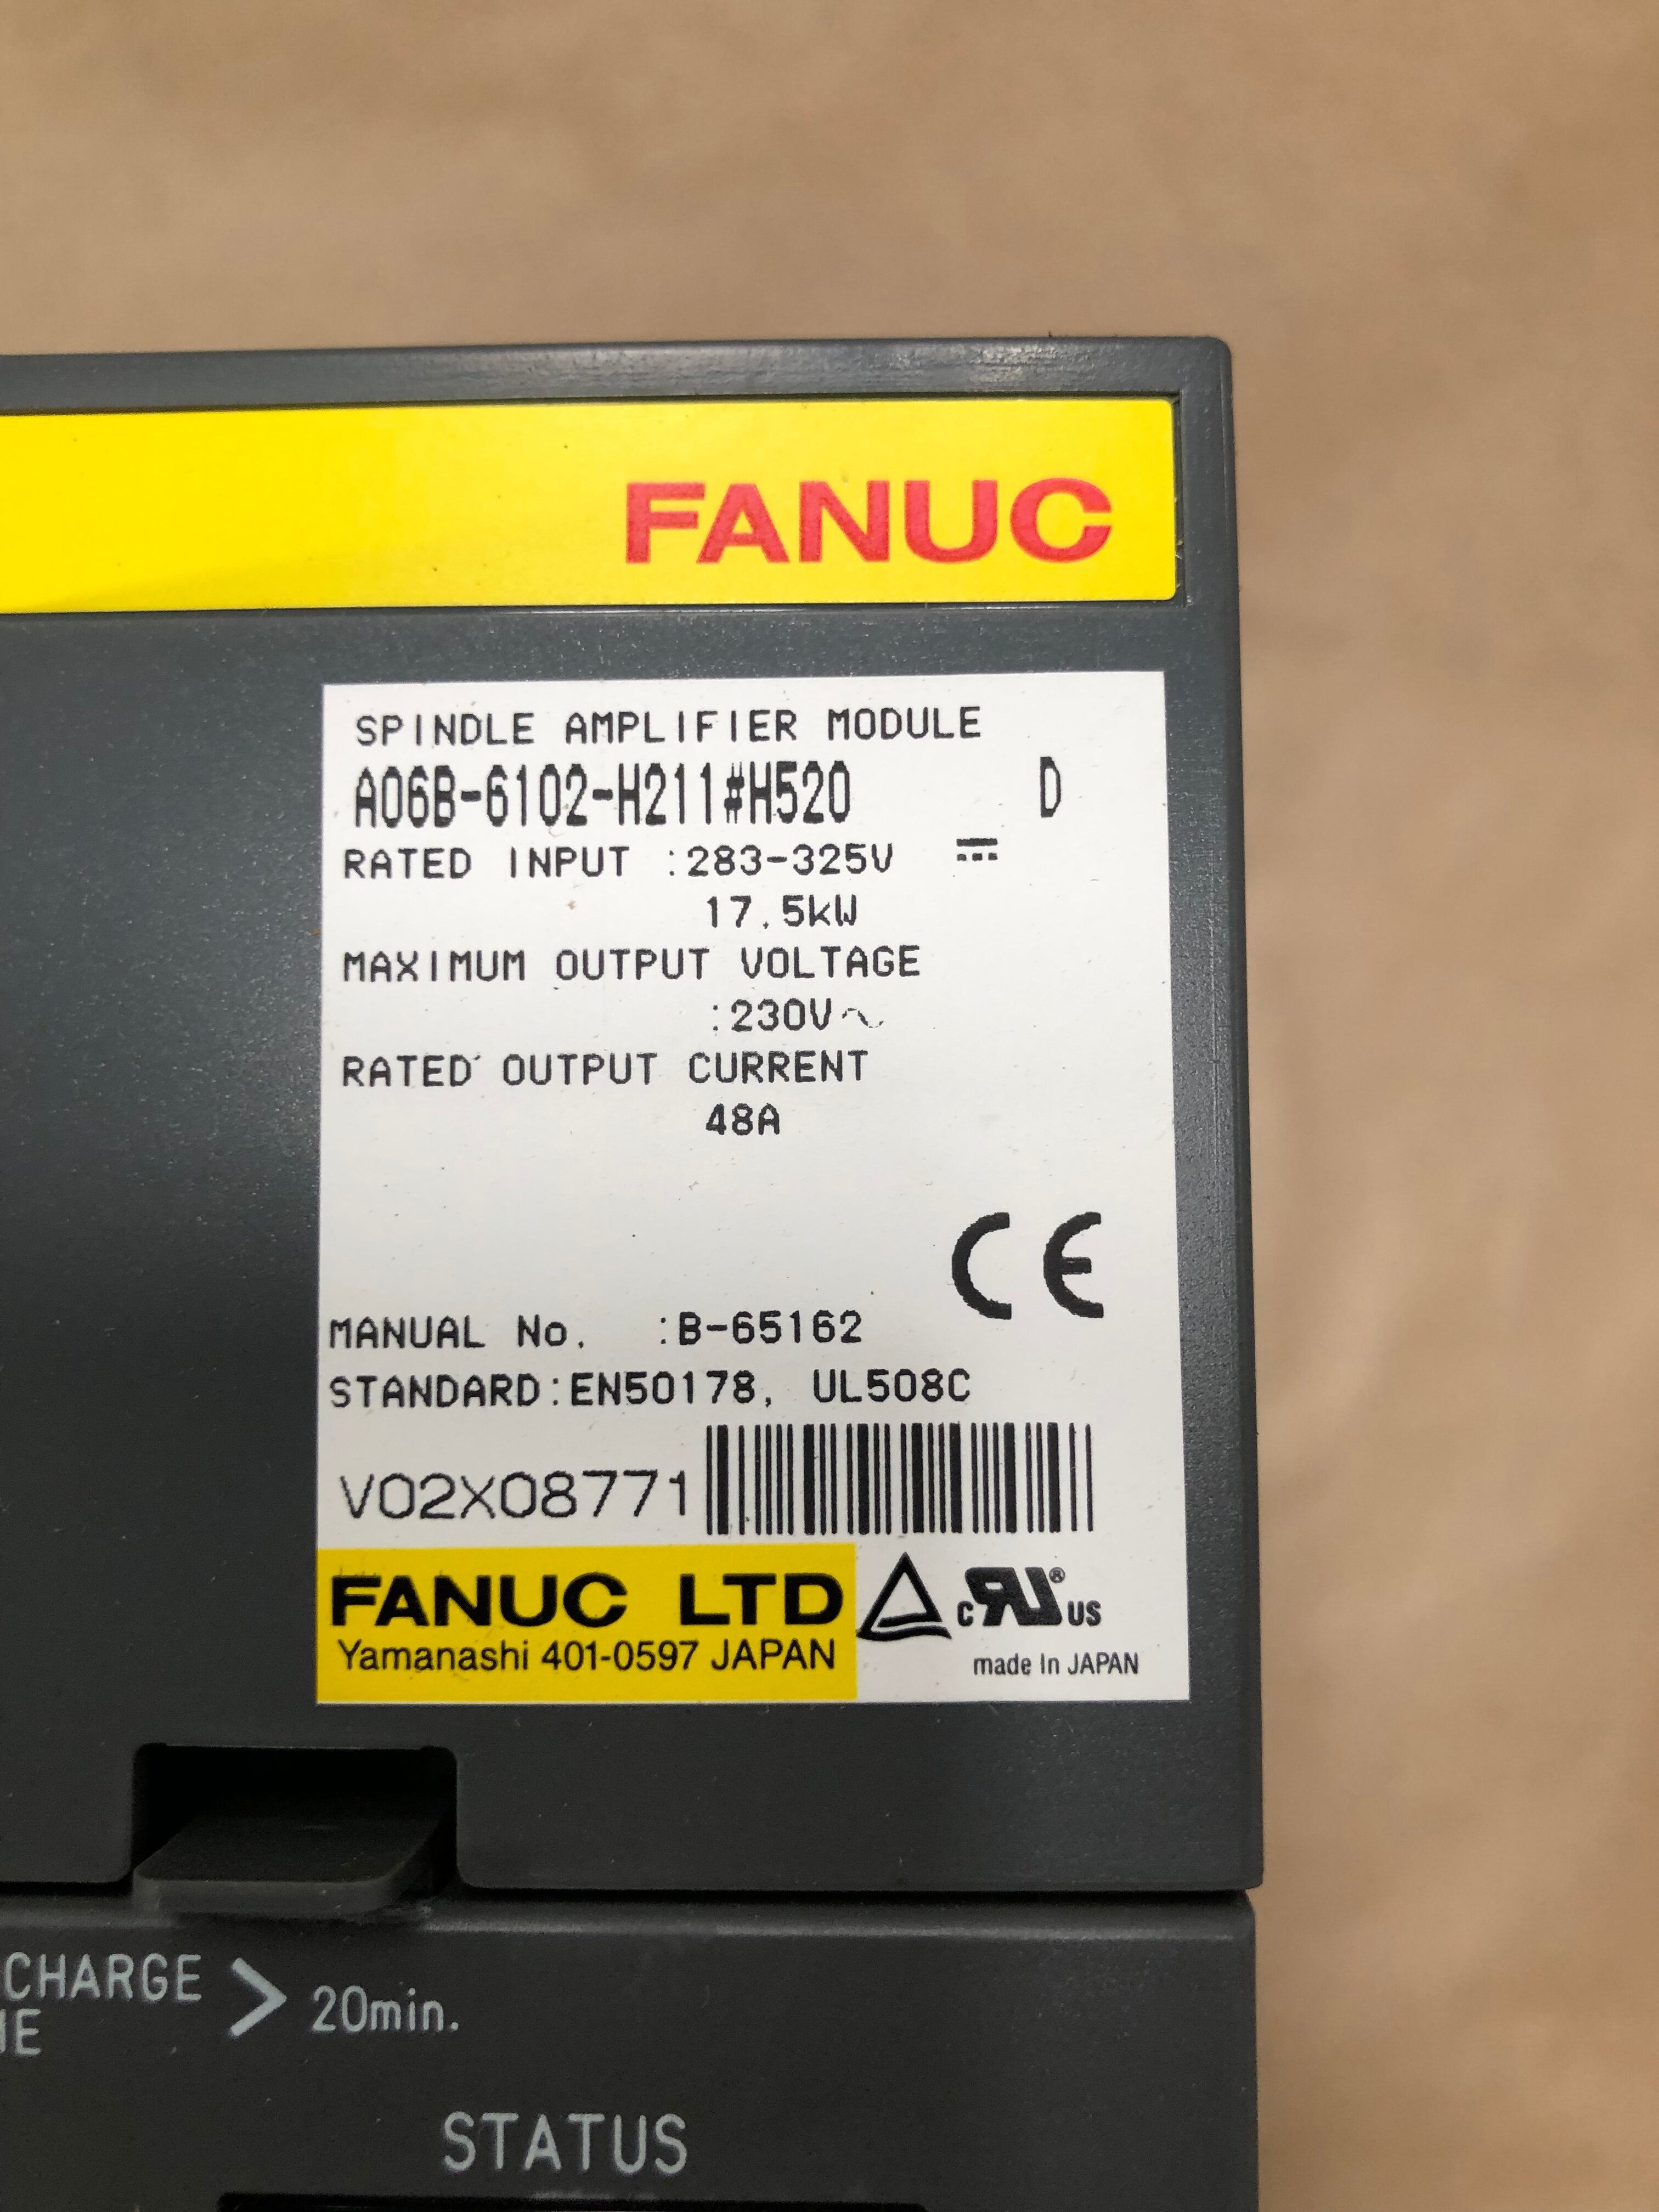 FANUC
SPINDLE AMPLIFIER MODULE
A06B-6102-H211#H520 D
RATED INPUT :283-325V ⎓
17.5kW
MAXIMUM OUTPUT VOLTAGE
:230V~
RATED OUTPUT CURRENT
48A
CE
MANUAL No. :B-65162
STANDARD:EN50178, UL508C
V02X08771
FANUC LTD
Yamanashi 401-0597 JAPAN
c RU ® US
made In JAPAN
CHARGE > 20min.
STATUS